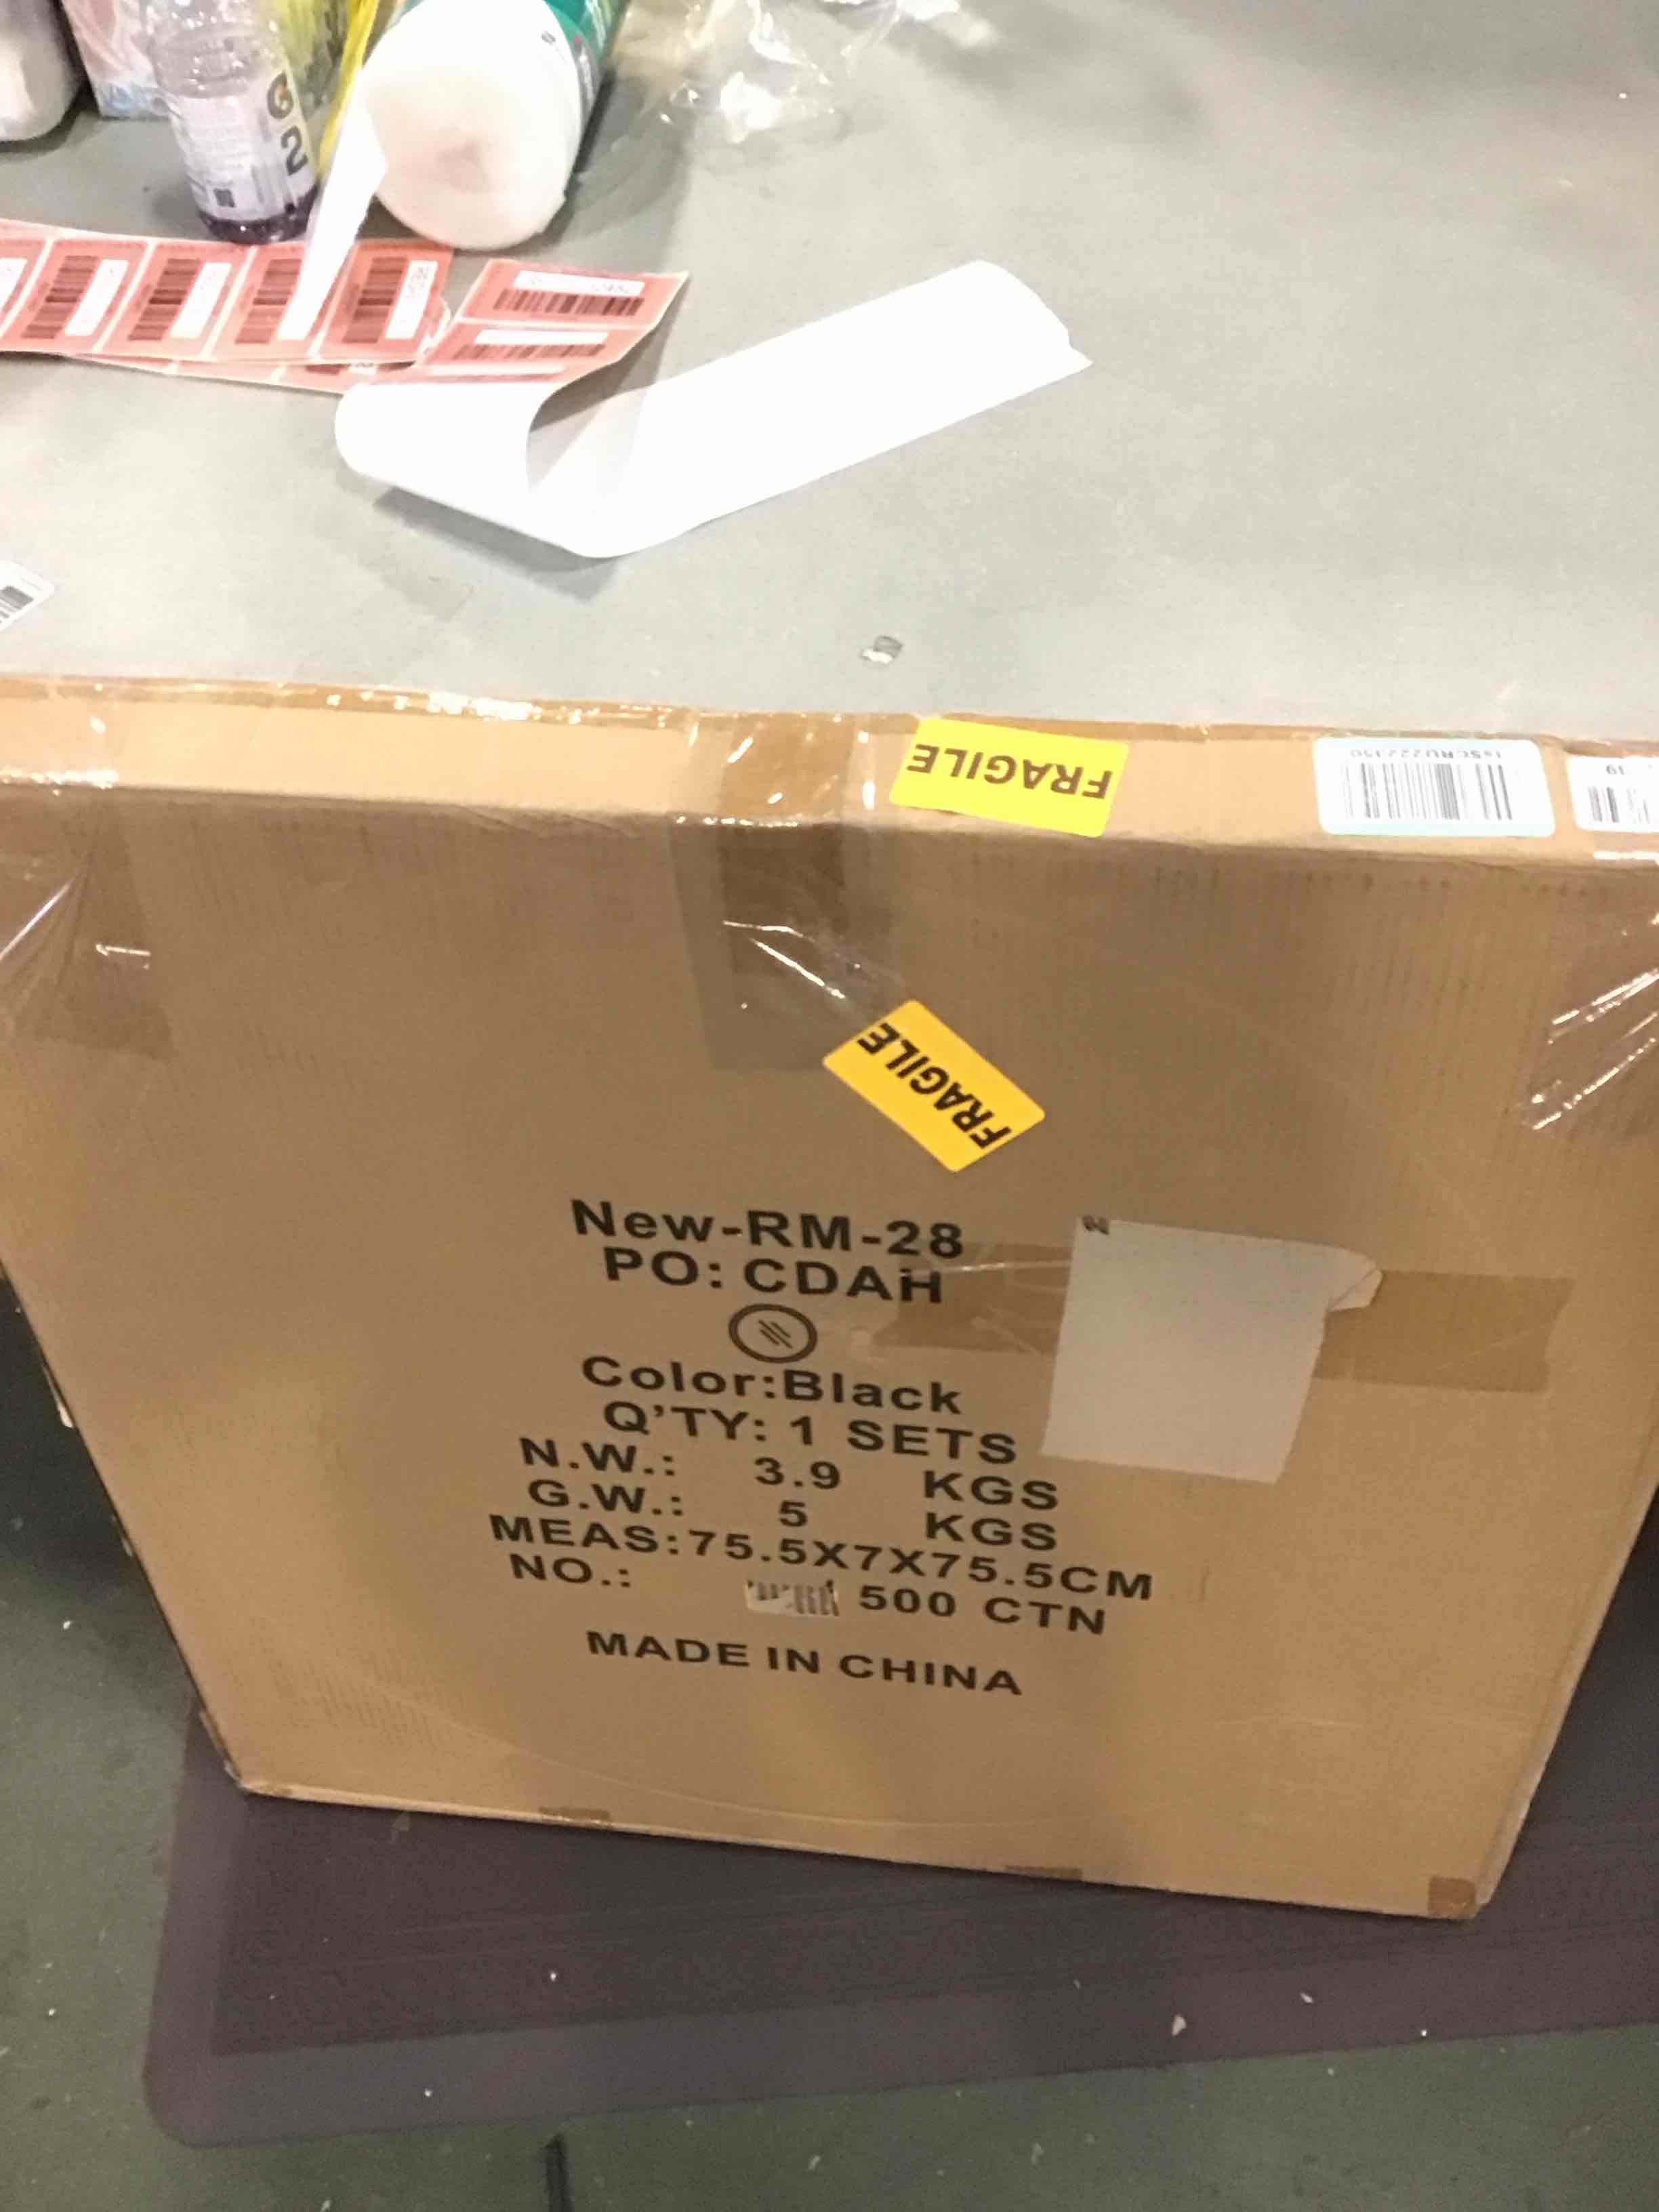 FRAGILE
FRAGILE
New-RM-28
PO: CDAH
Color:Black
Q'TY: 1 SETS
N.W.: 3.9 KGS
G.W.: 5 KGS
MEAS:75.5X7X75.5CM
NO.: 500 CTN
MADE IN CHINA